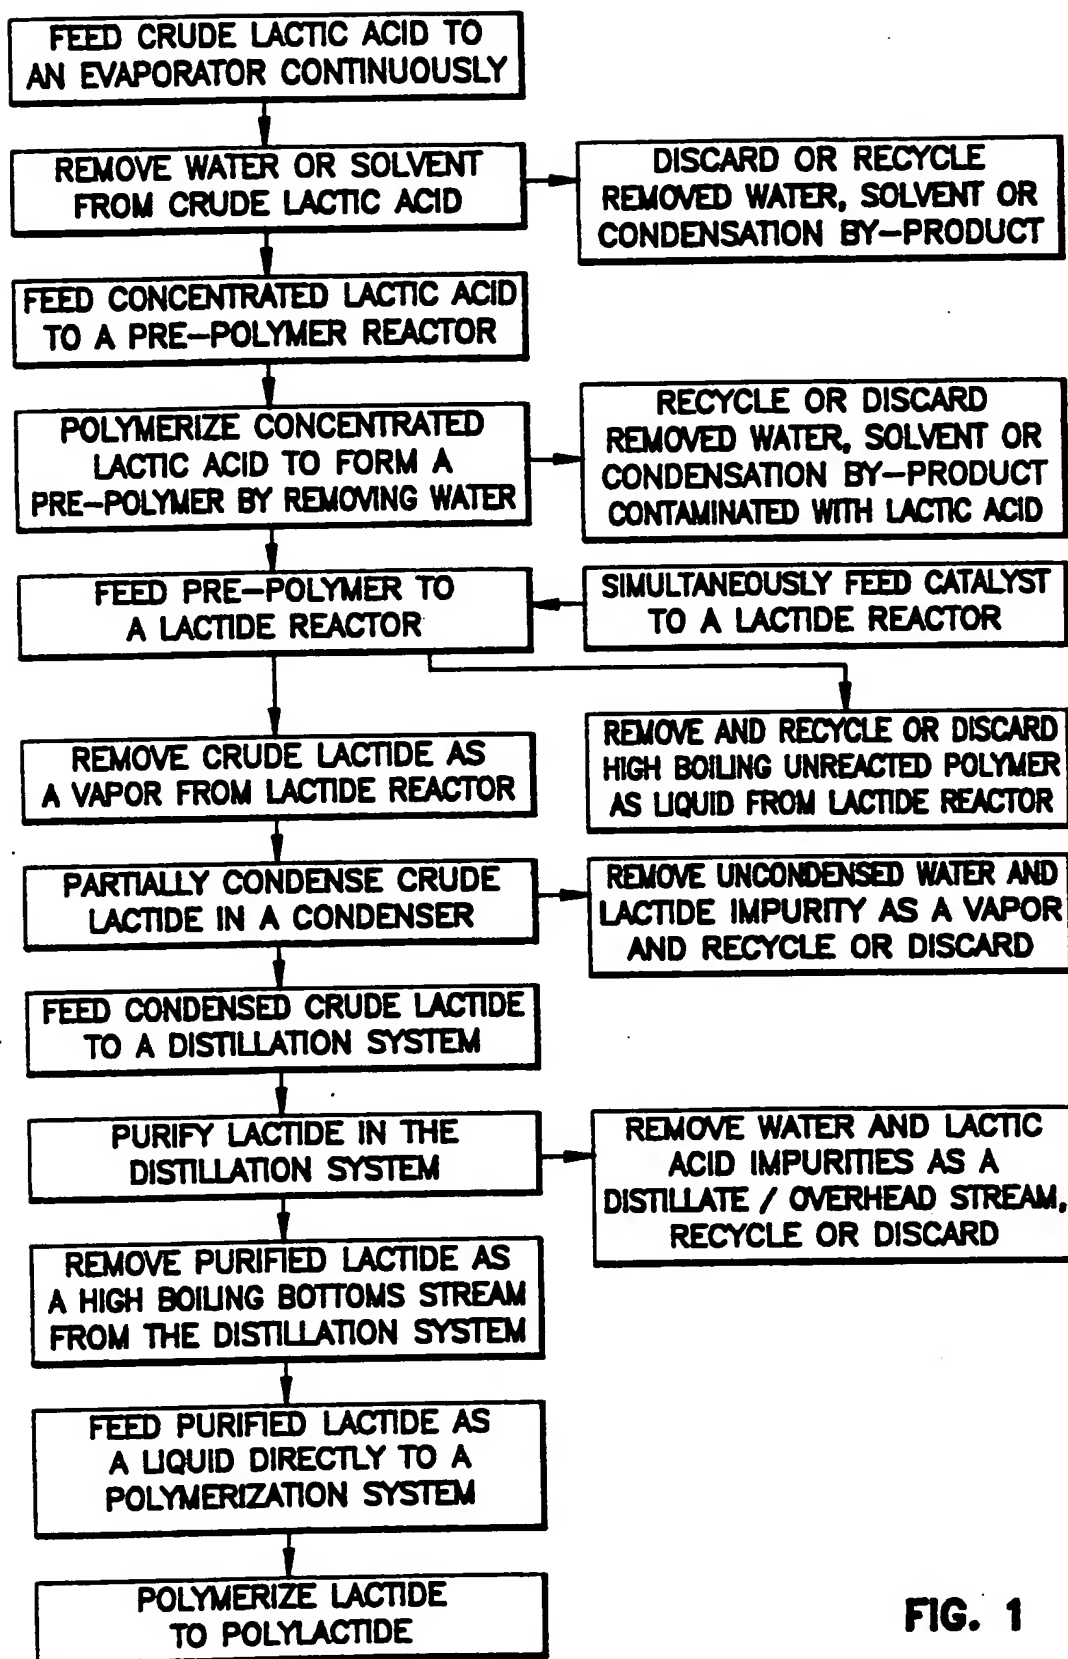 FEED CRUDE LACTIC ACID TO
AN EVAPORATOR CONTINUOUSLY
REMOVE WATER OR SOLVENT
FROM CRUDE LACTIC ACID
DISCARD OR RECYCLE
REMOVED WATER, SOLVENT OR
CONDENSATION BY-PRODUCT
FEED CONCENTRATED LACTIC ACID
TO A PRE-POLYMER REACTOR
POLYMERIZE CONCENTRATED
LACTIC ACID TO FORM A
PRE-POLYMER BY REMOVING WATER
RECYCLE OR DISCARD
REMOVED WATER, SOLVENT OR
CONDENSATION BY-PRODUCT
CONTAMINATED WITH LACTIC ACID
FEED PRE-POLYMER TO
A LACTIDE REACTOR
SIMULTANEOUSLY FEED CATALYST
TO A LACTIDE REACTOR
REMOVE CRUDE LACTIDE AS
A VAPOR FROM LACTIDE REACTOR
REMOVE AND RECYCLE OR DISCARD
HIGH BOILING UNREACTED POLYMER
AS LIQUID FROM LACTIDE REACTOR
PARTIALLY CONDENSE CRUDE
LACTIDE IN A CONDENSER
REMOVE UNCONDENSED WATER AND
LACTIDE IMPURITY AS A VAPOR
AND RECYCLE OR DISCARD
FEED CONDENSED CRUDE LACTIDE
TO A DISTILLATION SYSTEM
PURIFY LACTIDE IN THE
DISTILLATION SYSTEM
REMOVE WATER AND LACTIC
ACID IMPURITIES AS A
DISTILLATE / OVERHEAD STREAM,
RECYCLE OR DISCARD
REMOVE PURIFIED LACTIDE AS
A HIGH BOILING BOTTOMS STREAM
FROM THE DISTILLATION SYSTEM
FEED PURIFIED LACTIDE AS
A LIQUID DIRECTLY TO A
POLYMERIZATION SYSTEM
POLYMERIZE LACTIDE
TO POLYLACTIDE
FIG. 1